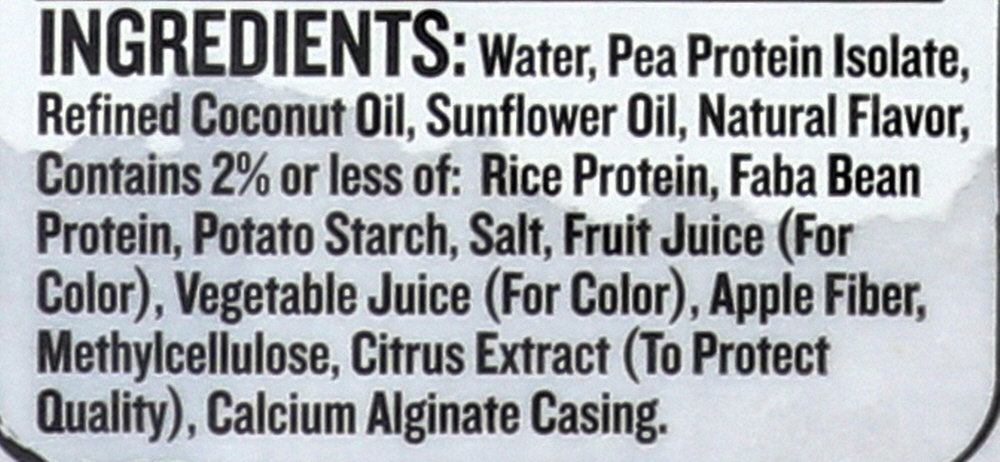 INGREDIENTS: Water, Pea Protein Isolate,
Refined Coconut Oil, Sunflower Oil, Natural Flavor,
Contains 2% or less of: Rice Protein, Faba Bean
Protein, Potato Starch, Salt, Fruit Juice (For
Color), Vegetable Juice (For Color), Apple Fiber,
Methylcellulose, Citrus Extract (To Protect
Quality), Calcium Alginate Casing.